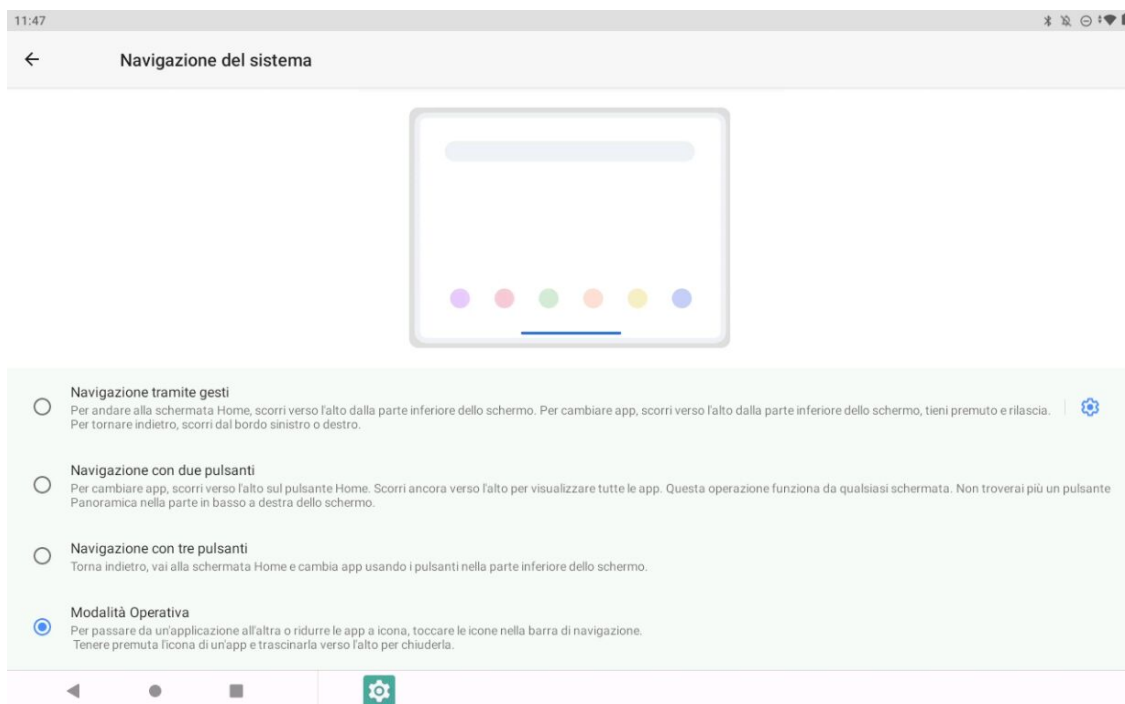 11:47
Navigazione del sistema
Navigazione tramite gesti
Per andare alla schermata Home, scorri verso l'alto dalla parte inferiore dello schermo. Per cambiare app, scorri verso l'alto dalla parte inferiore dello schermo, tieni premuto e rilascia.
Per tornare indietro, scorri dal bordo sinistro o destro.
Navigazione con due pulsanti
Per cambiare app, scorri verso l'alto sul pulsante Home. Scorri ancora verso l'alto per visualizzare tutte le app. Questa operazione funziona da qualsiasi schermata. Non troverai più un pulsante
Panoramica nella parte in basso a destra dello schermo.
Navigazione con tre pulsanti
Torna indietro, vai alla schermata Home e cambia app usando i pulsanti nella parte inferiore dello schermo.
Modalità Operativa
Per passare da un'applicazione all'altra o ridurre le app a icona, toccare le icone nella barra di navigazione.
Tenere premuta l'icona di un'app e trascinarla verso l'alto per chiuderla.